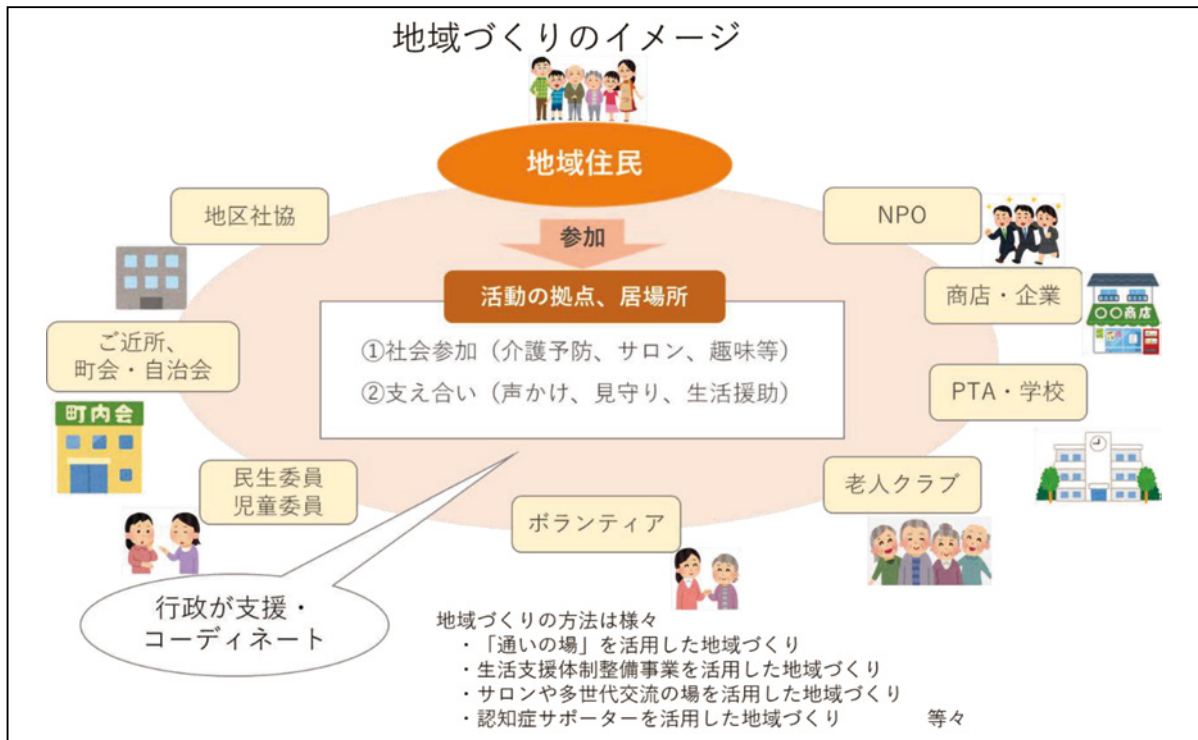 地域づくりのイメージ
地域住民
地区社協
NPO
参加
商店・企業
〇〇商店
活動の拠点、居場所
ご近所、
町会・自治会
①社会参加（介護予防、サロン、趣味等）
②支え合い（声かけ、見守り、生活援助）
PTA・学校
町内会
民生委員
児童委員
老人クラブ
ボランティア
行政が支援・
コーディネート
地域づくりの方法は様々
・「通いの場」を活用した地域づくり
・生活支援体制整備事業を活用した地域づくり
・サロンや多世代交流の場を活用した地域づくり
・認知症サポーターを活用した地域づくり　　　　等々